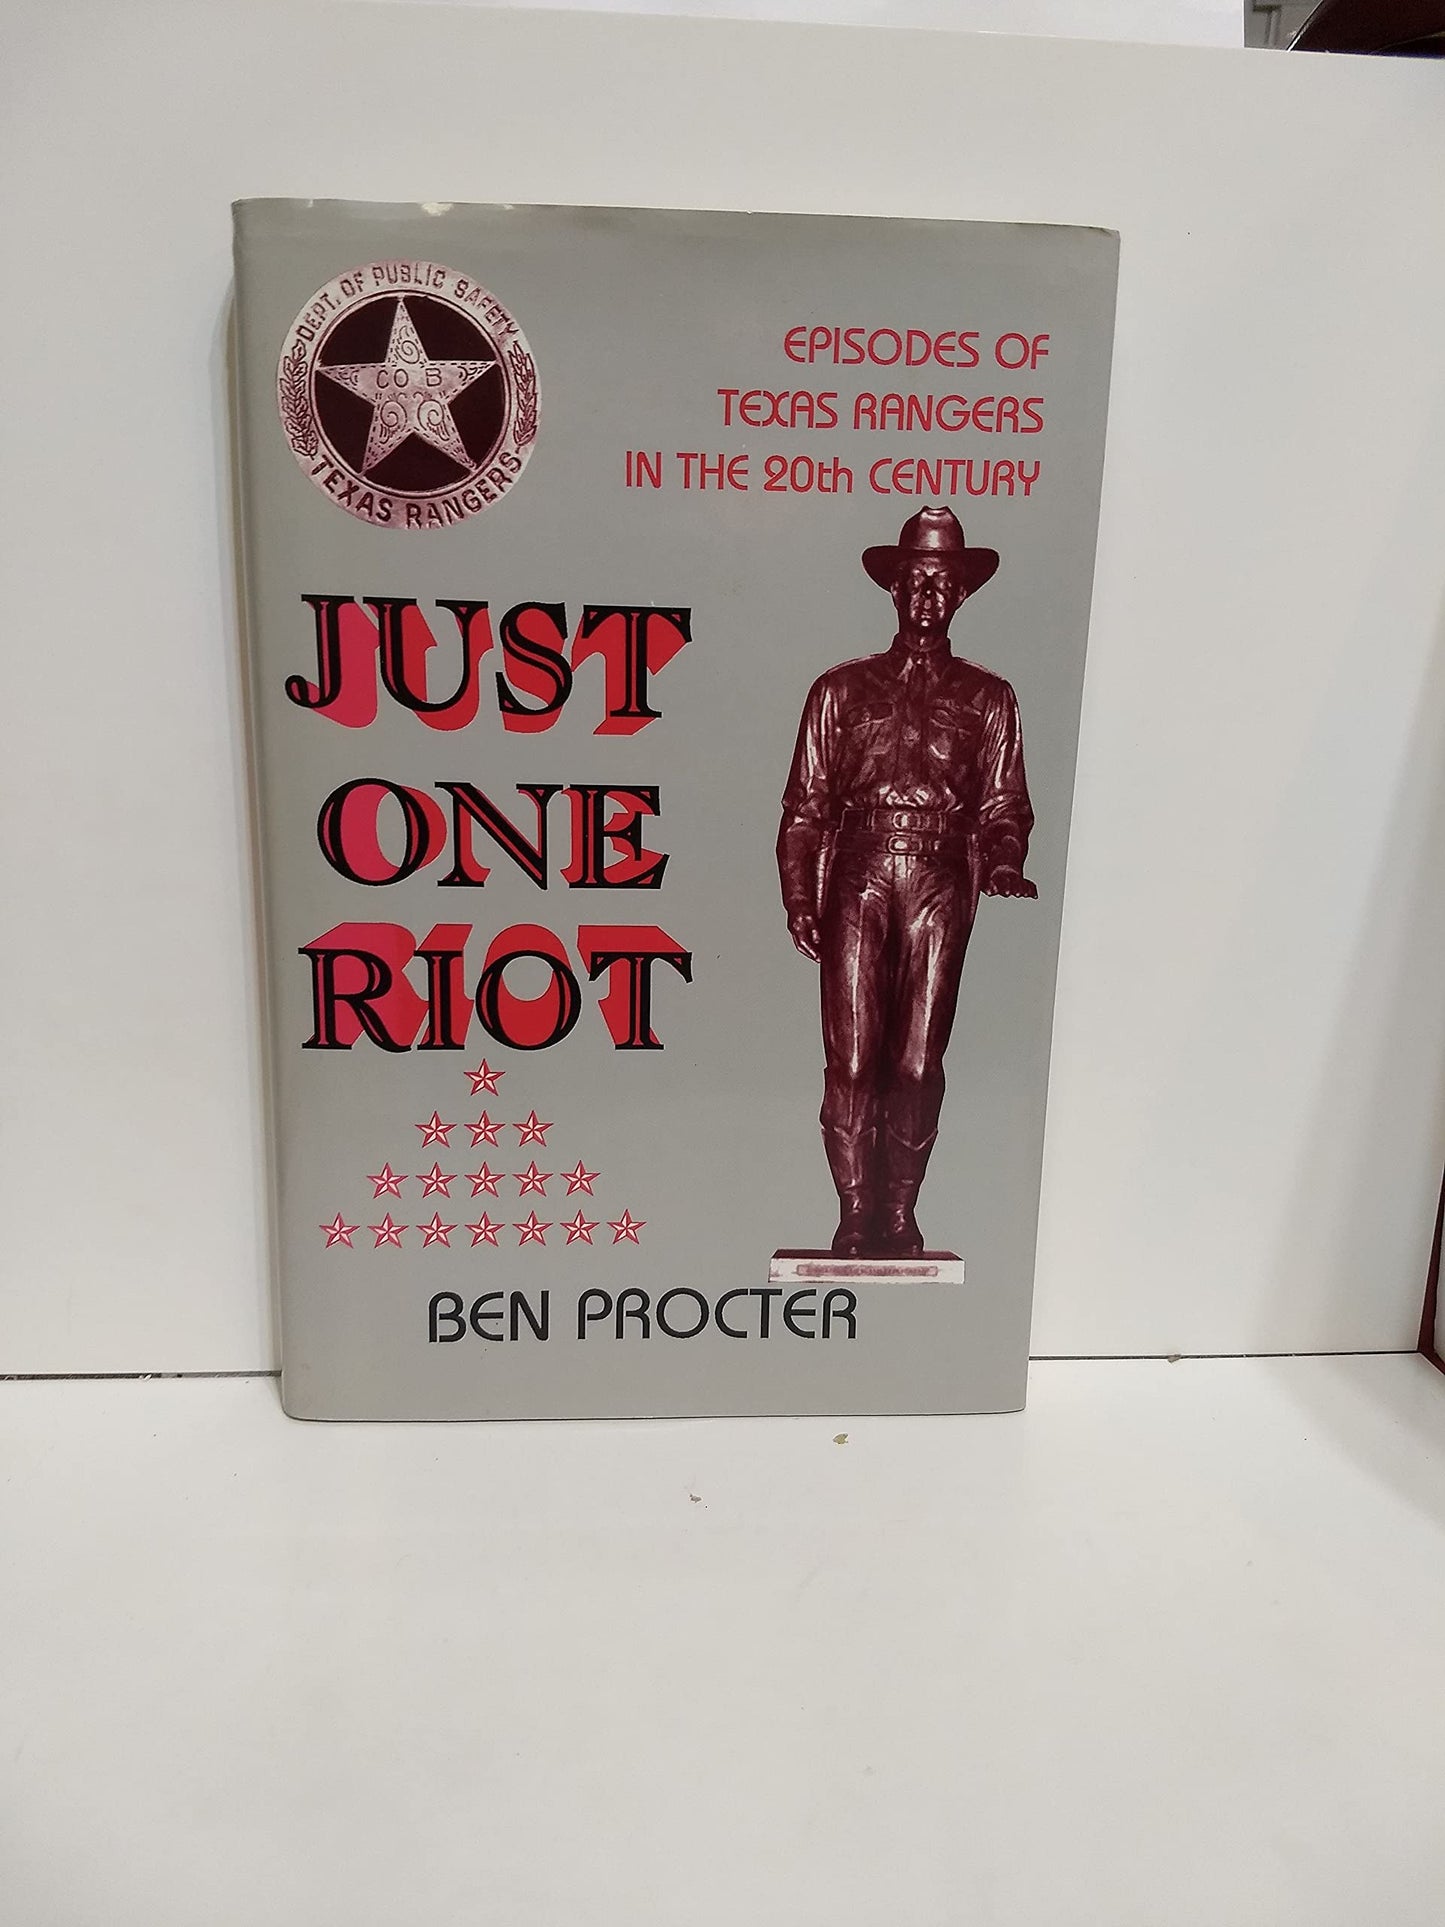 DEPT. OF PUBLIC SAFETY
CO B
TEXAS RANGERS
EPISODES OF
TEXAS RANGERS
IN THE 20th CENTURY
JUST
ONE
RIOT
BEN PROCTER